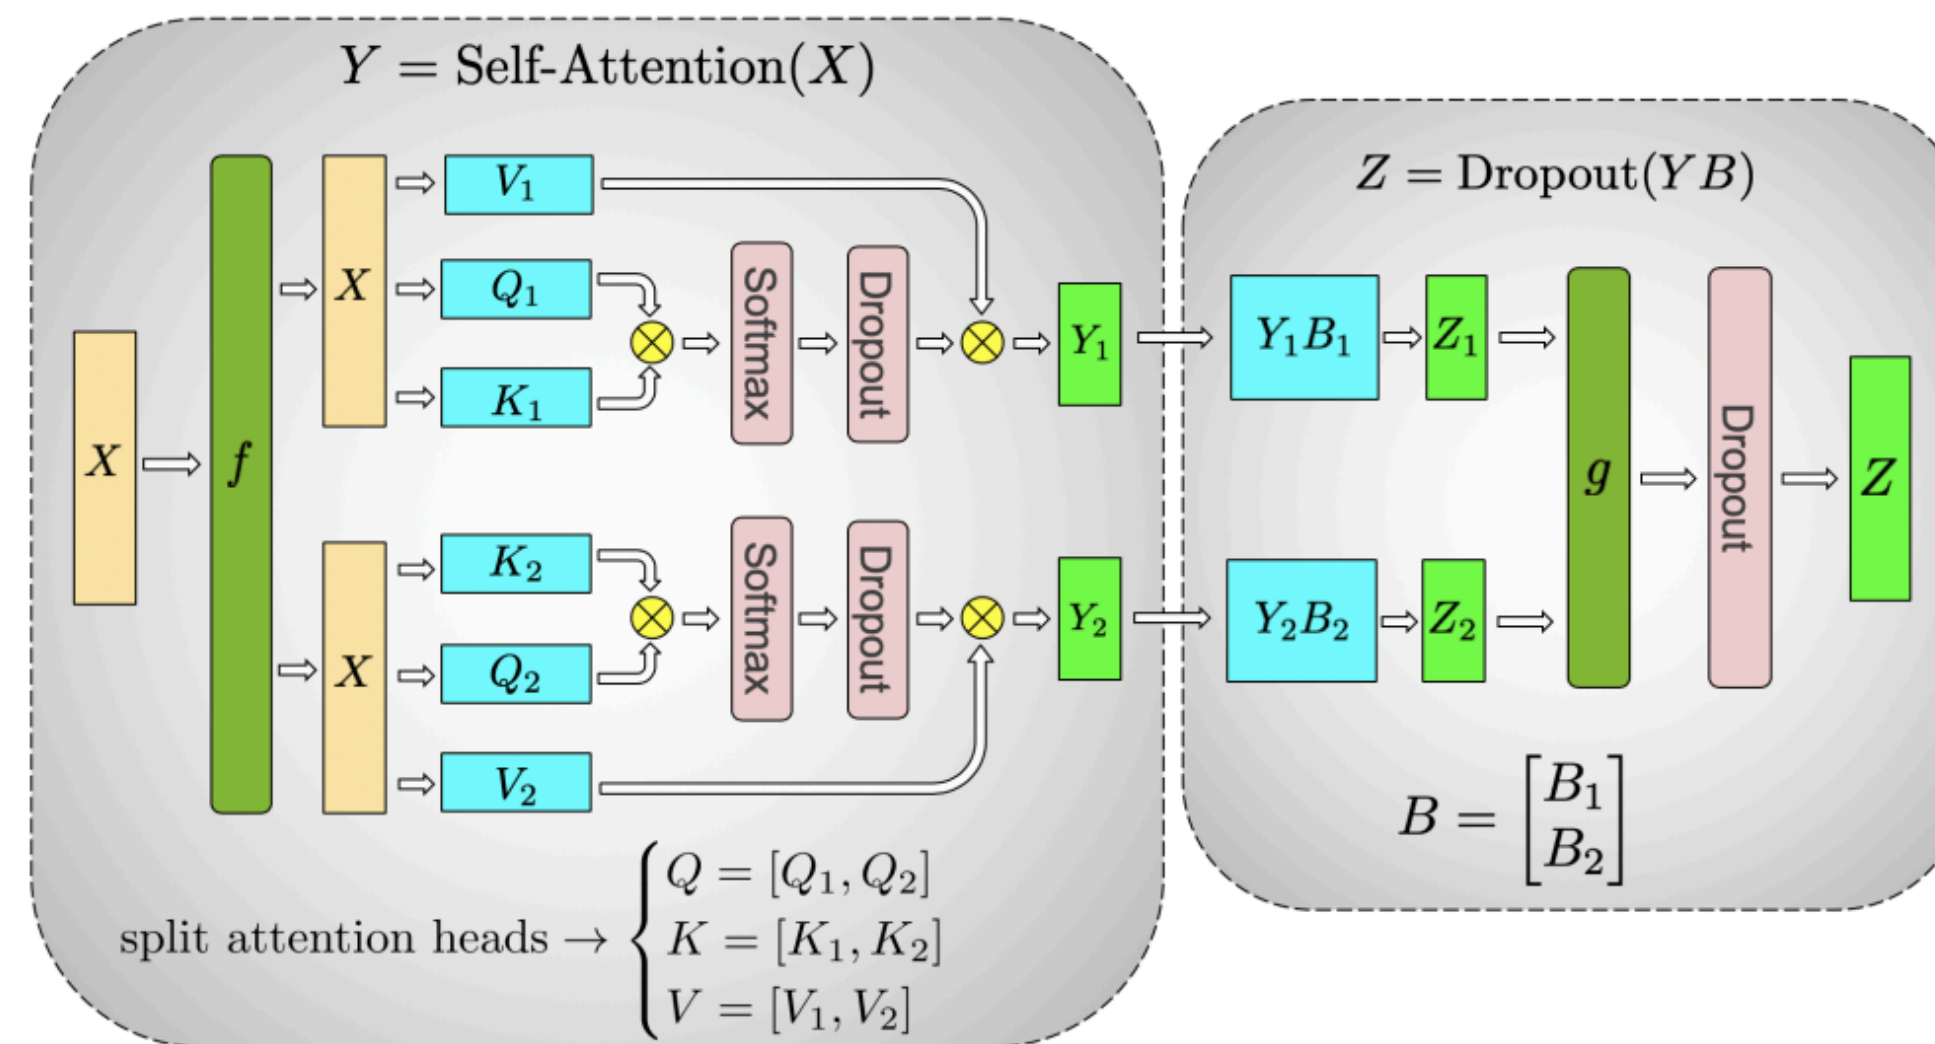 Y = Self-Attention(X)
X
f
X
V₁
Q₁
K₁
Softmax
Dropout
Y₁
X
K₂
Q₂
V₂
Softmax
Dropout
Y₂
split attention heads → { Q = [Q₁, Q₂]
K = [K₁, K₂]
V = [V₁, V₂]
Z = Dropout(YB)
Y₁B₁
Z₁
Y₂B₂
Z₂
g
Dropout
Z
B = [B₁
B₂]